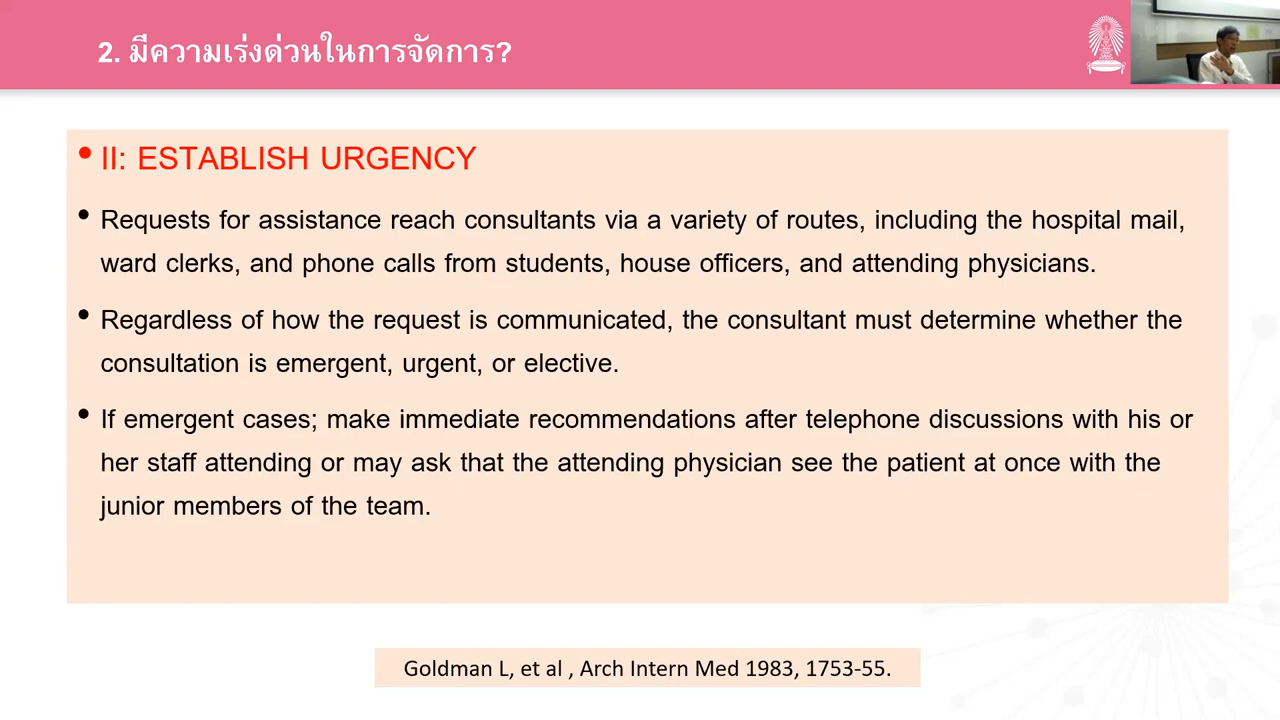 2. มีความเร่งด่วนในการจัดการ?
• II: ESTABLISH URGENCY
• Requests for assistance reach consultants via a variety of routes, including the hospital mail,
ward clerks, and phone calls from students, house officers, and attending physicians.
• Regardless of how the request is communicated, the consultant must determine whether the
consultation is emergent, urgent, or elective.
• If emergent cases; make immediate recommendations after telephone discussions with his or
her staff attending or may ask that the attending physician see the patient at once with the
junior members of the team.
Goldman L, et al , Arch Intern Med 1983, 1753-55.